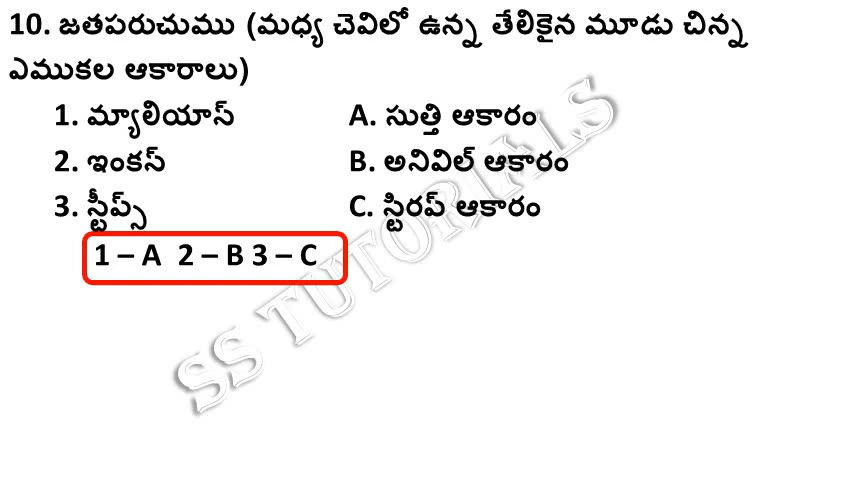 10. జతపరుచుము (మధ్య చెవిలో ఉన్న తేలికైన మూడు చిన్న
ఎముకల ఆకారాలు)
1. మ్యాలియాస్ A. సుత్తి ఆకారం
2. ఇంకస్ B. అనివిల్ ఆకారం
3. స్టీప్స్ C. స్టిరప్ ఆకారం
1 – A 2 – B 3 – C
SS TUTORIALS